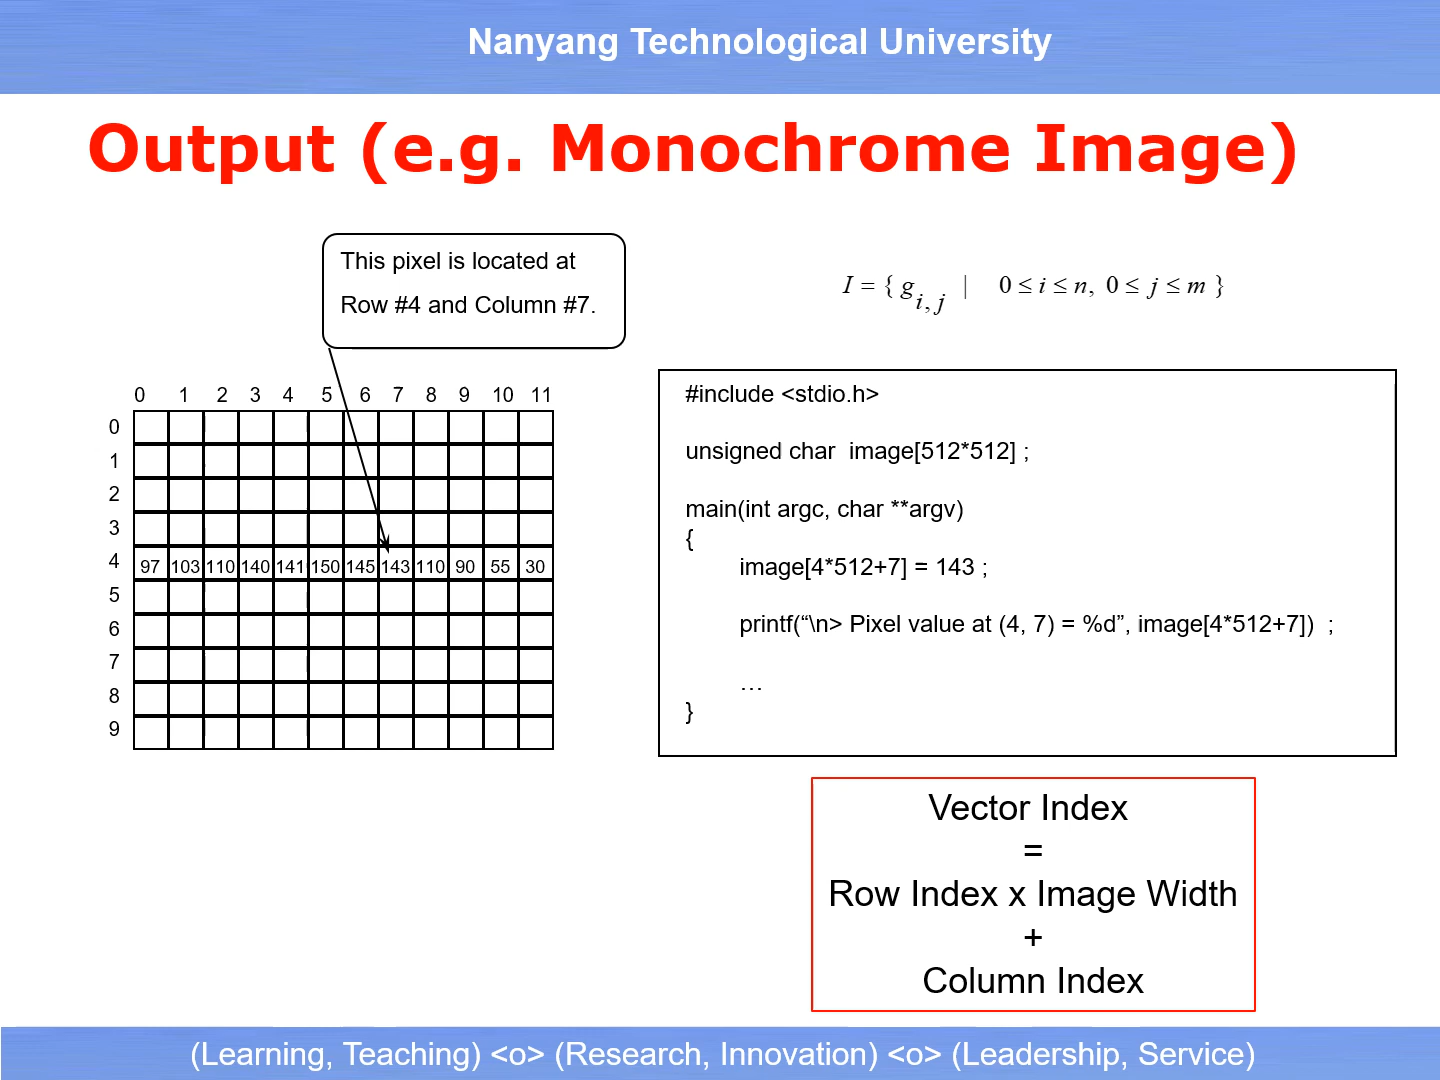 Nanyang Technological University
Output (e.g. Monochrome Image)
This pixel is located at
Row #4 and Column #7.
I = { g i, j | 0 ≤ i ≤ n, 0 ≤ j ≤ m }
0 1 2 3 4 5 6 7 8 9 10 11
0
1
2
3
4 97 103 110 140 141 150 145 143 110 90 55 30
5
6
7
8
9
#include <stdio.h>
unsigned char image[512*512] ;
main(int argc, char **argv)
{
image[4*512+7] = 143 ;
printf(“\n> Pixel value at (4, 7) = %d”, image[4*512+7]) ;
…
}
Vector Index
=
Row Index x Image Width
+
Column Index
(Learning, Teaching) <o> (Research, Innovation) <o> (Leadership, Service)